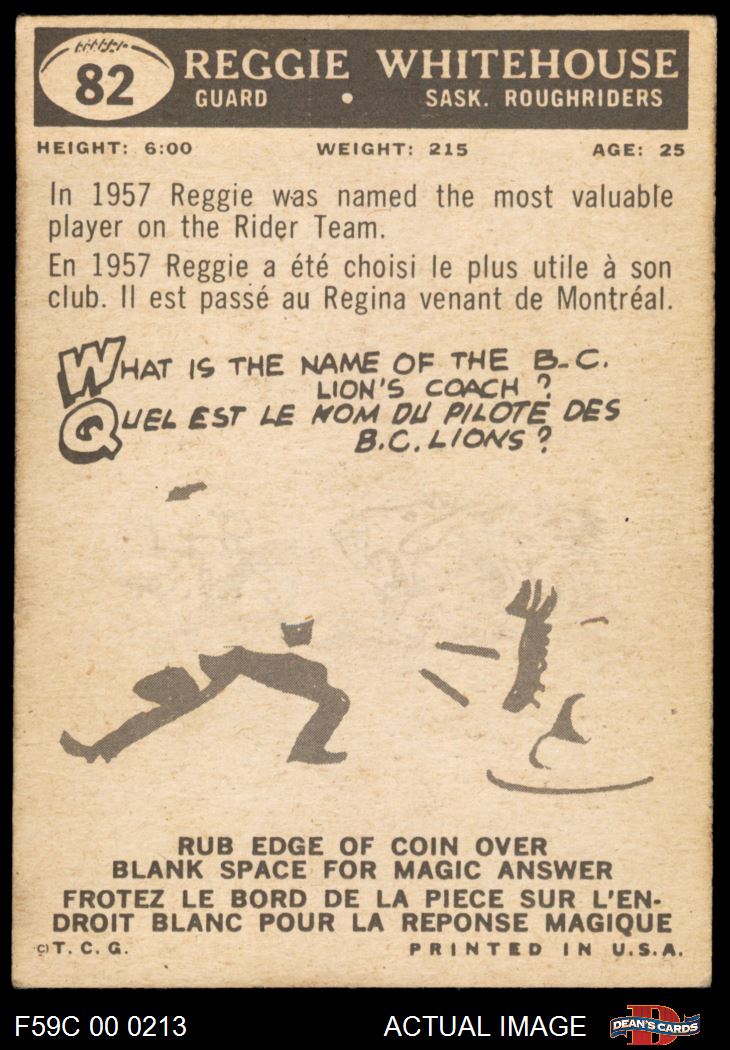 82
REGGIE WHITEHOUSE
GUARD • SASK. ROUGHRIDERS
HEIGHT: 6:00 WEIGHT: 215 AGE: 25
In 1957 Reggie was named the most valuable
player on the Rider Team.
En 1957 Reggie a été choisi le plus utile à son
club. Il est passé au Regina venant de Montréal.
WHAT IS THE NAME OF THE B.C.
LION'S COACH?
QUEL EST LE NOM DU PILOTE DES
B.C. LIONS?
RUB EDGE OF COIN OVER
BLANK SPACE FOR MAGIC ANSWER
FROTEZ LE BORD DE LA PIECE SUR L'EN-
DROIT BLANC POUR LA REPONSE MAGIQUE
© T. C. G. PRINTED IN U.S.A.
F59C 00 0213 ACTUAL IMAGE DEAN'S CARDS